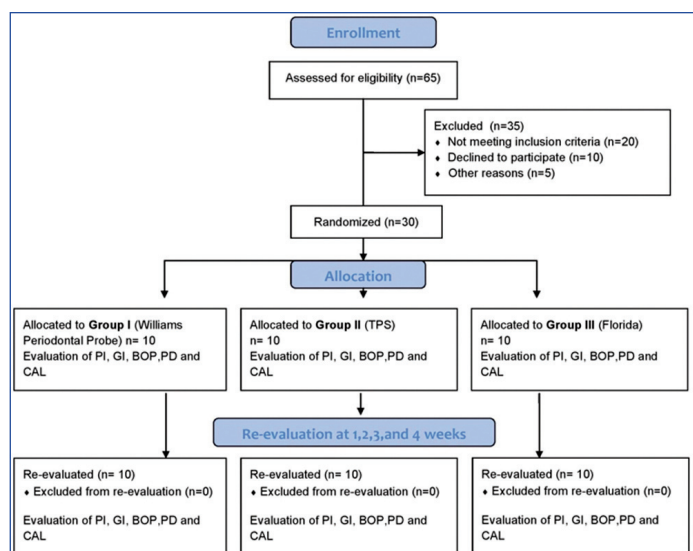 Enrollment
Assessed for eligibility (n=65)
Excluded (n=35)
♦ Not meeting inclusion criteria (n=20)
♦ Declined to participate (n=10)
♦ Other reasons (n=5)
Randomized (n=30)
Allocation
Allocated to Group I (Williams
Periodontal Probe) n= 10
Evaluation of PI, GI, BOP,PD and
CAL
Allocated to Group II (TPS)
n= 10
Evaluation of PI, GI, BOP,PD and
CAL
Allocated to Group III (Florida)
n= 10
Evaluation of PI, GI, BOP,PD and
CAL
Re-evaluation at 1,2,3,and 4 weeks
Re-evaluated (n= 10)
♦ Excluded from re-evaluation (n=0)
Evaluation of PI, GI, BOP,PD and
CAL
Re-evaluated (n= 10)
♦ Excluded from re-evaluation (n=0)
Evaluation of PI, GI, BOP,PD and
CAL
Re-evaluated (n= 10)
♦ Excluded from re-evaluation (n=0)
Evaluation of PI, GI, BOP,PD and
CAL